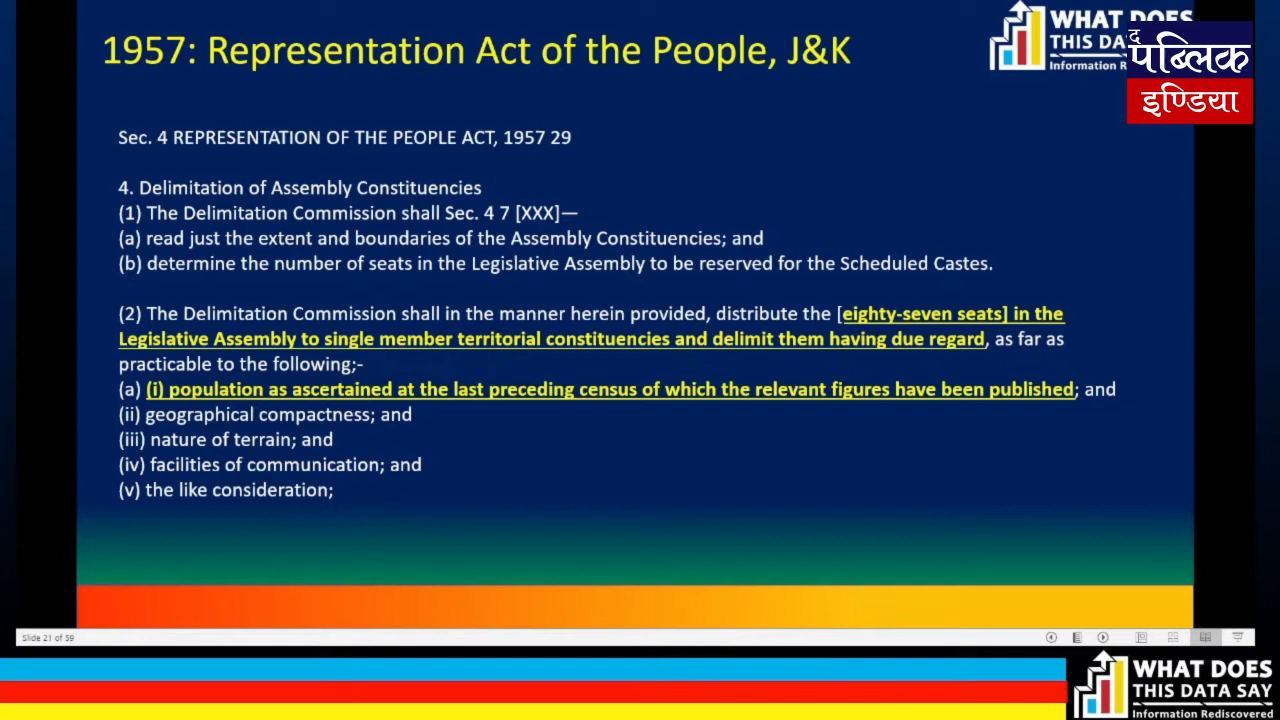 1957: Representation Act of the People, J&K
WHAT DOES
THIS DA
Information R
द
पब्लिक
इण्डिया
Sec. 4 REPRESENTATION OF THE PEOPLE ACT, 1957 29
4. Delimitation of Assembly Constituencies
(1) The Delimitation Commission shall Sec. 4 7 [XXX]—
(a) read just the extent and boundaries of the Assembly Constituencies; and
(b) determine the number of seats in the Legislative Assembly to be reserved for the Scheduled Castes.
(2) The Delimitation Commission shall in the manner herein provided, distribute the [eighty-seven seats] in the
Legislative Assembly to single member territorial constituencies and delimit them having due regard, as far as
practicable to the following;-
(a) (i) population as ascertained at the last preceding census of which the relevant figures have been published; and
(ii) geographical compactness; and
(iii) nature of terrain; and
(iv) facilities of communication; and
(v) the like consideration;
Slide 21 of 59
WHAT DOES
THIS DATA SAY
Information Rediscovered